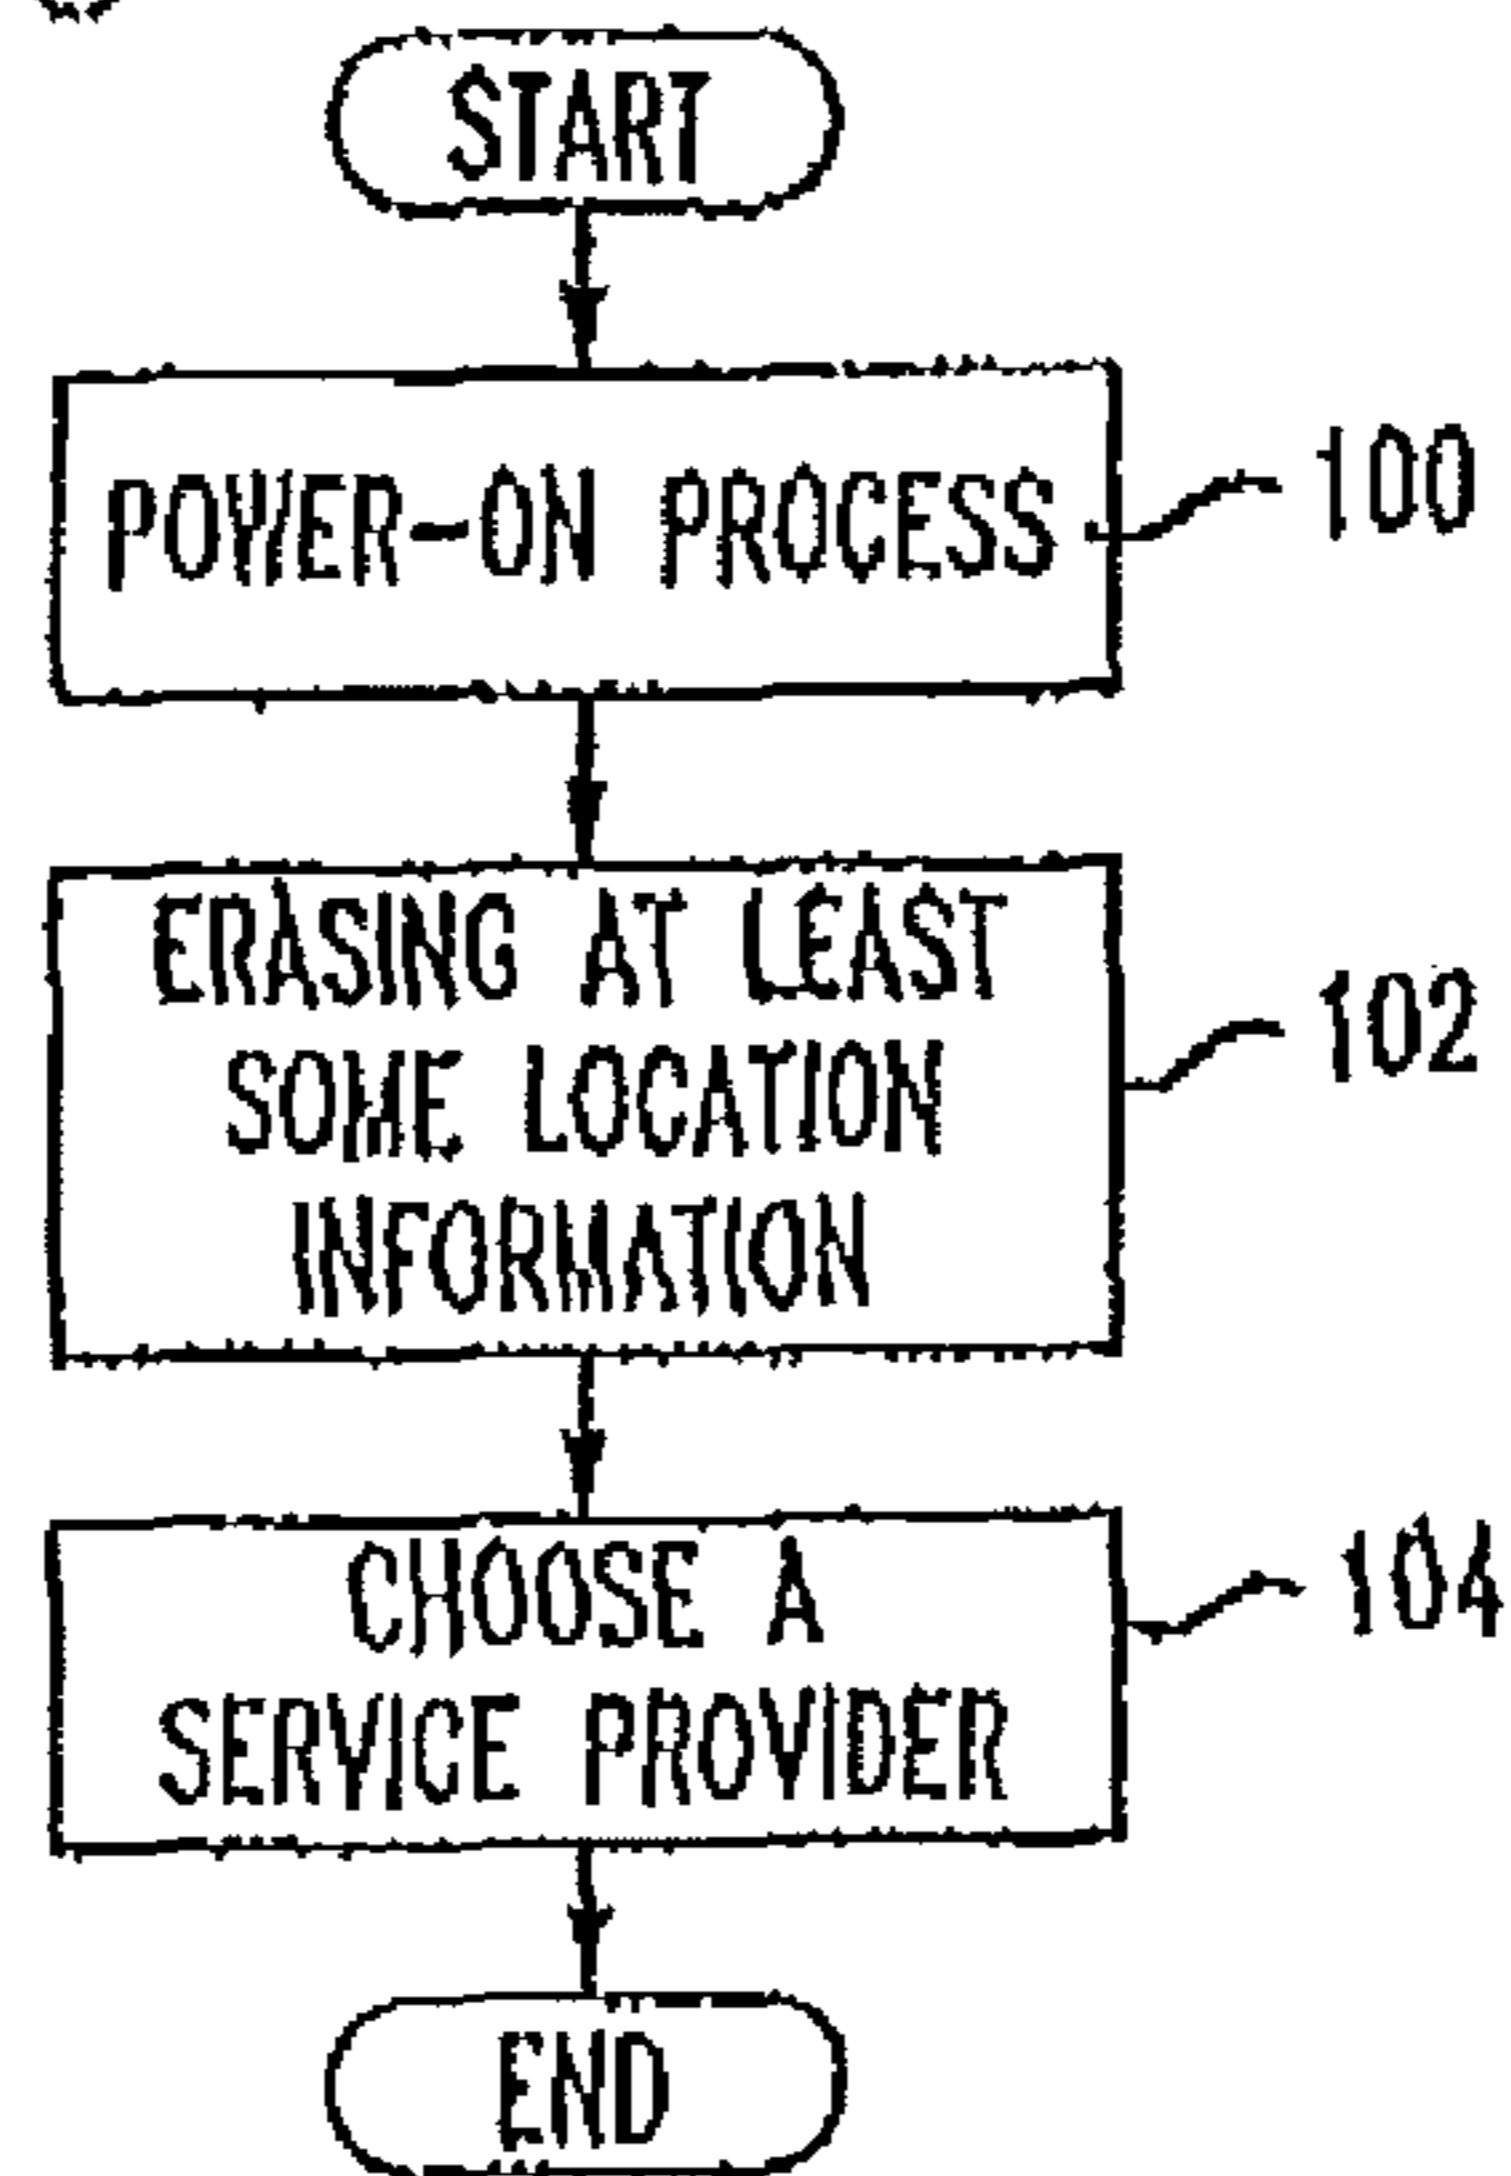 START
POWER-ON PROCESS
100
ERASING AT LEAST
SOME LOCATION
INFORMATION
102
CHOOSE A
SERVICE PROVIDER
104
END